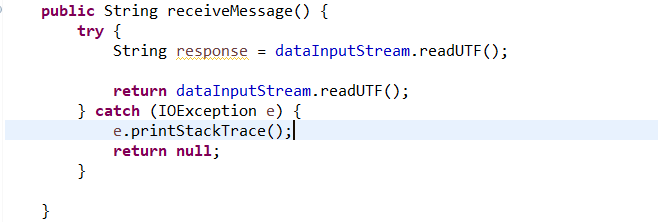 public String receiveMessage() {
try {
String response = dataInputStream.readUTF();
return dataInputStream.readUTF();
} catch (IOException e) {
e.printStackTrace();
return null;
}
}